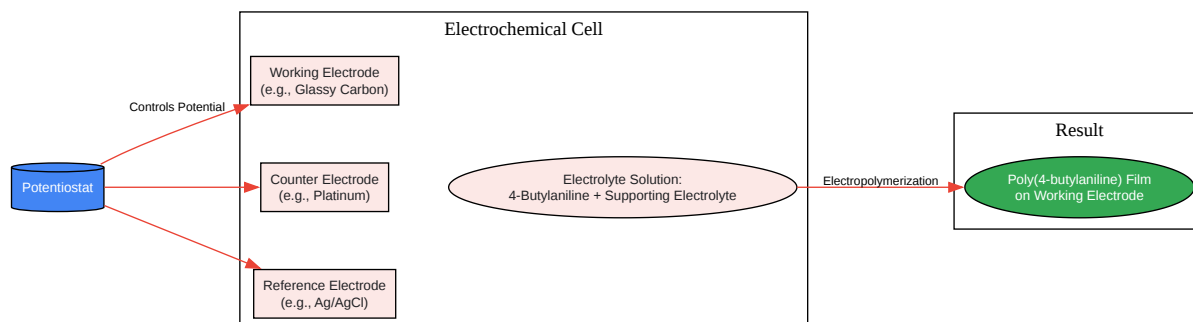 Electrochemical Cell
Working Electrode
(e.g., Glassy Carbon)
Controls Potential
Potentiostat
Counter Electrode
(e.g., Platinum)
Reference Electrode
(e.g., Ag/AgCl)
Electrolyte Solution:
4-Butylaniline + Supporting Electrolyte
Electropolymerization
Result
Poly(4-butylaniline) Film
on Working Electrode